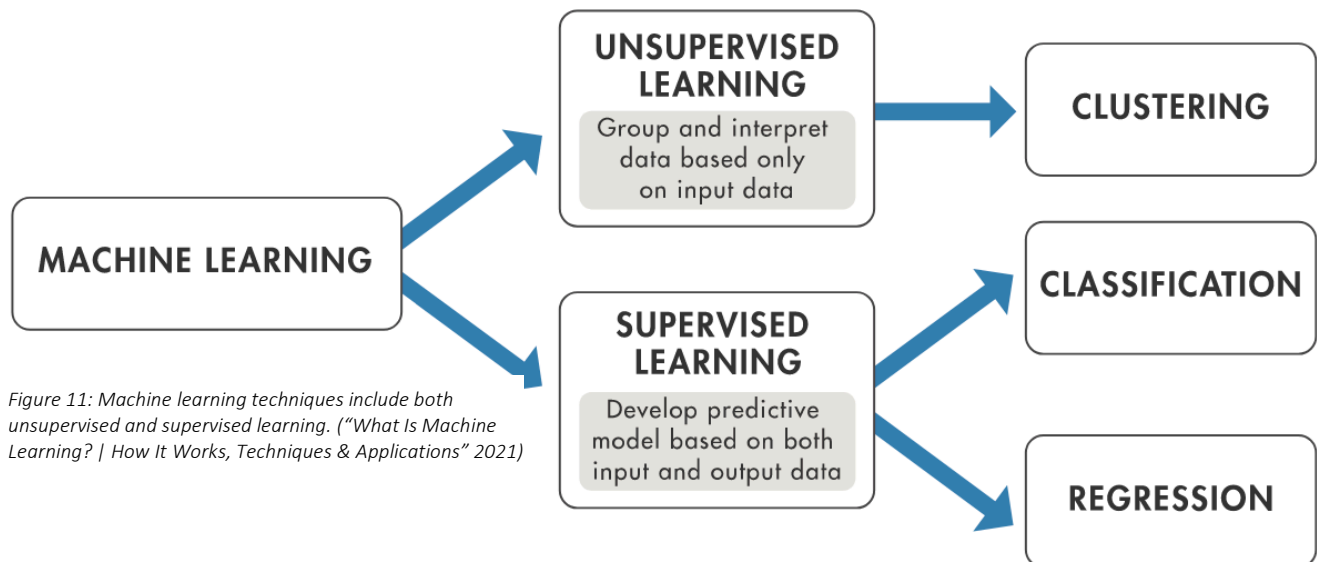 MACHINE LEARNING
UNSUPERVISED
LEARNING
Group and interpret
data based only
on input data
CLUSTERING
SUPERVISED
LEARNING
Develop predictive
model based on both
input and output data
CLASSIFICATION
REGRESSION
Figure 11: Machine learning techniques include both
unsupervised and supervised learning. (“What Is Machine
Learning? | How It Works, Techniques & Applications” 2021)